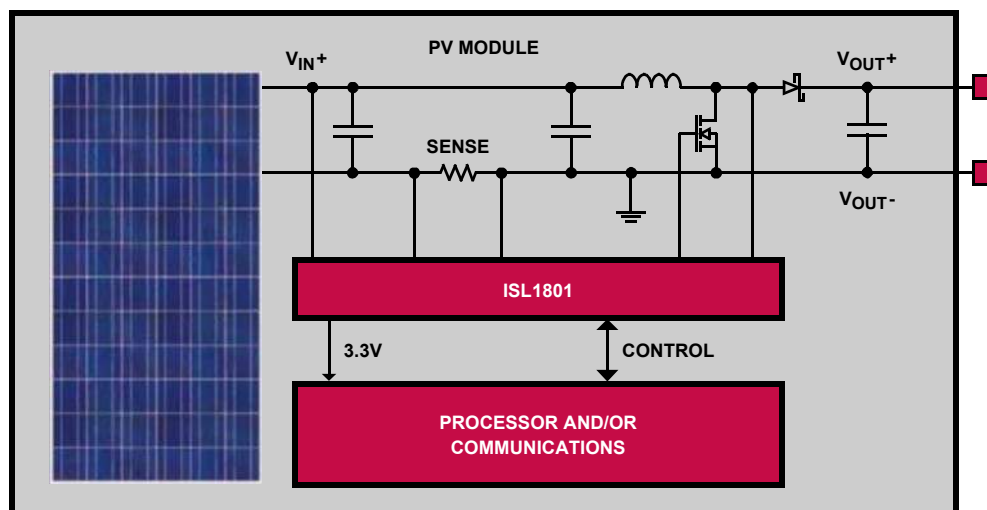 PV MODULE
VIN+
VOUT+
SENSE
VOUT-
ISL1801
3.3V
CONTROL
PROCESSOR AND/OR
COMMUNICATIONS